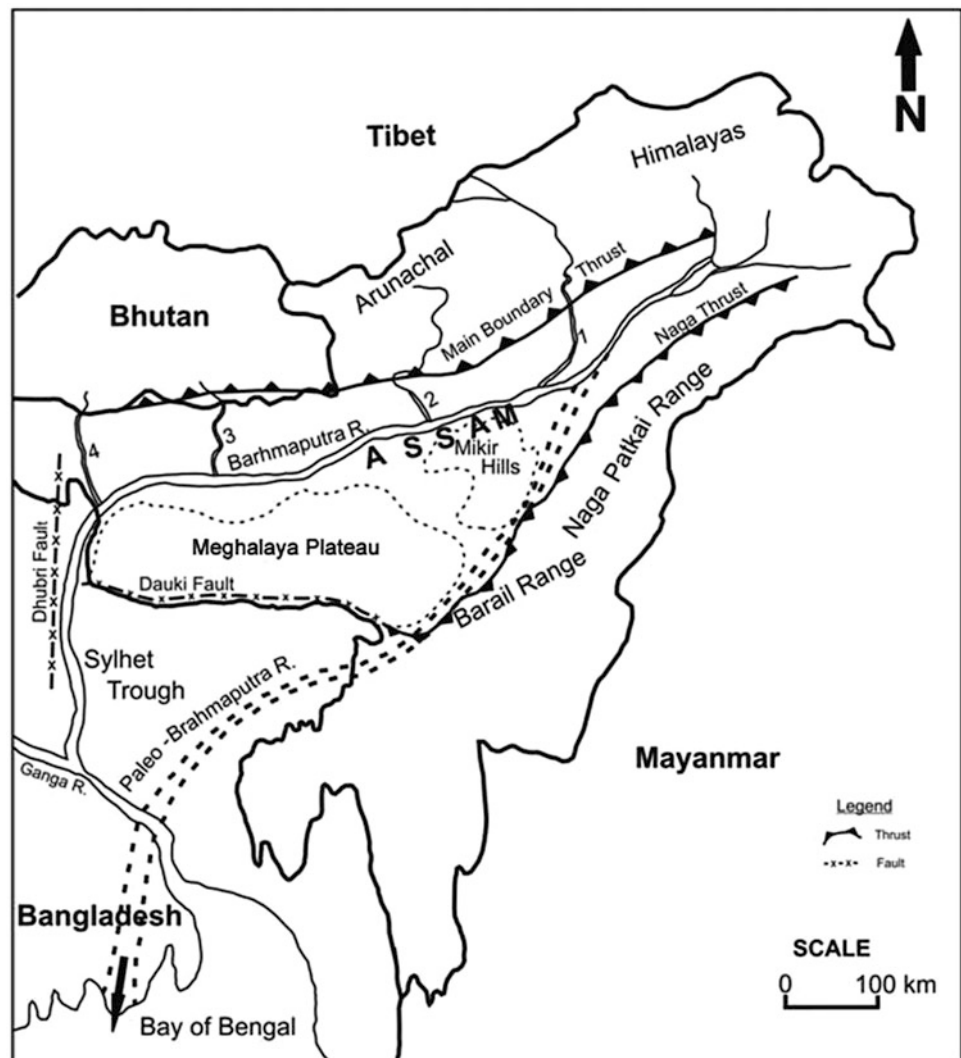 N
Tibet
Himalayas
Arunachal
Bhutan
Main Boundary
Thrust
Naga Thrust
1
2
3
4
Barhmaputra R.
A S S A M
Mikir
Hills
Naga Patkai Range
Meghalaya Plateau
Dhubri Fault
Dauki Fault
Barail Range
Sylhet
Trough
Paleo -Brahmaputra R.
Ganga R.
Mayanmar
Legend
Thrust
Fault
Bangladesh
SCALE
0 100 km
Bay of Bengal